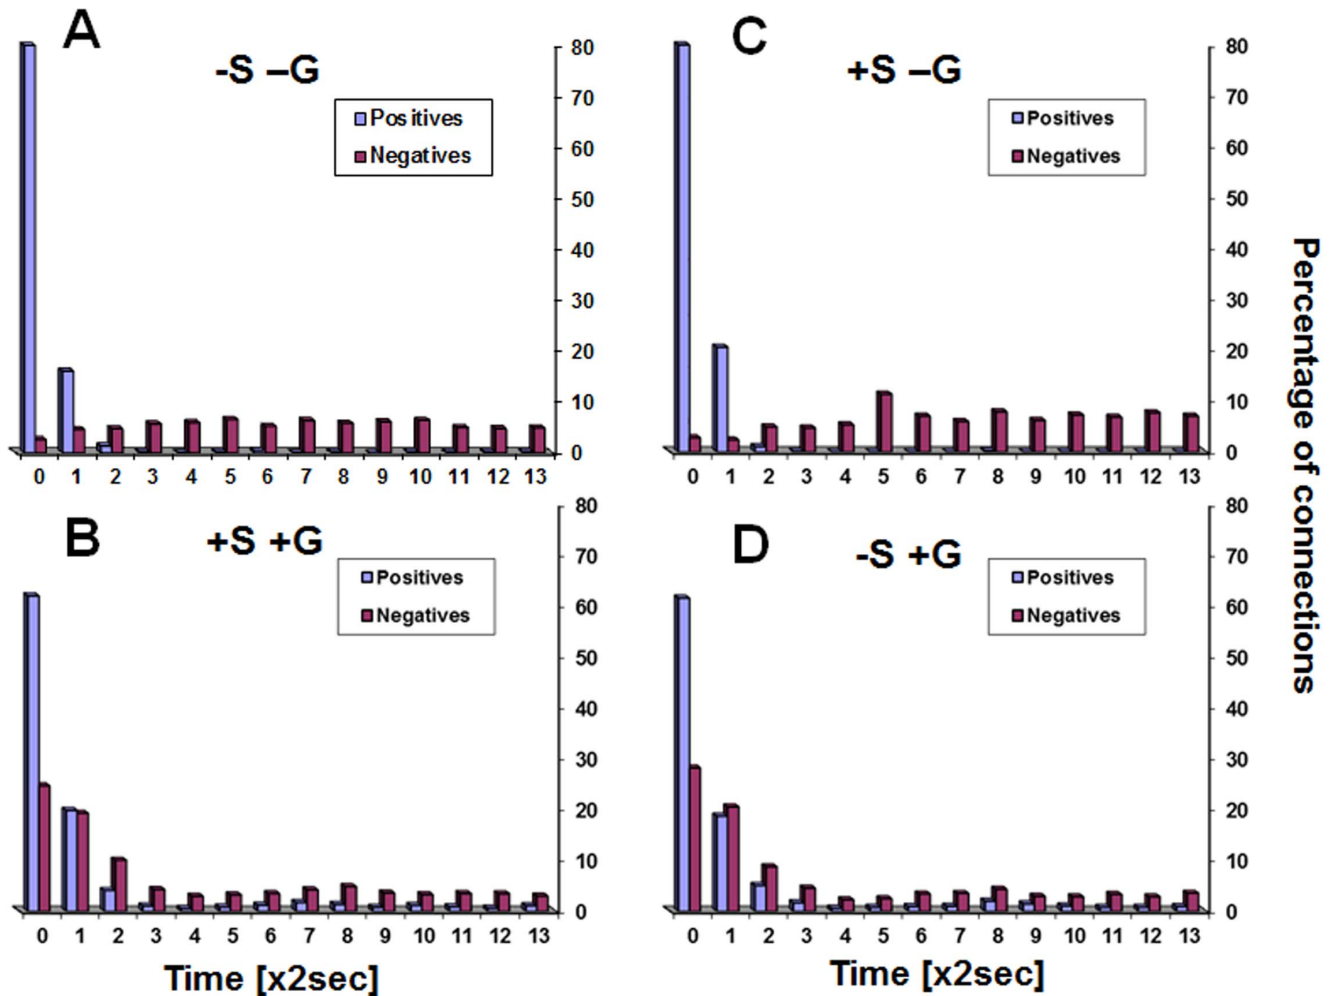 A
-S –G
Positives
Negatives
80
70
60
50
40
30
20
10
0
0 1 2 3 4 5 6 7 8 9 10 11 12 13
B
+S +G
Positives
Negatives
80
70
60
50
40
30
20
10
0
0 1 2 3 4 5 6 7 8 9 10 11 12 13
Time [x2sec]
C
+S –G
Positives
Negatives
80
70
60
50
40
30
20
10
0
0 1 2 3 4 5 6 7 8 9 10 11 12 13
D
-S +G
Positives
Negatives
80
70
60
50
40
30
20
10
0
0 1 2 3 4 5 6 7 8 9 10 11 12 13
Time [x2sec]
Percentage of connections